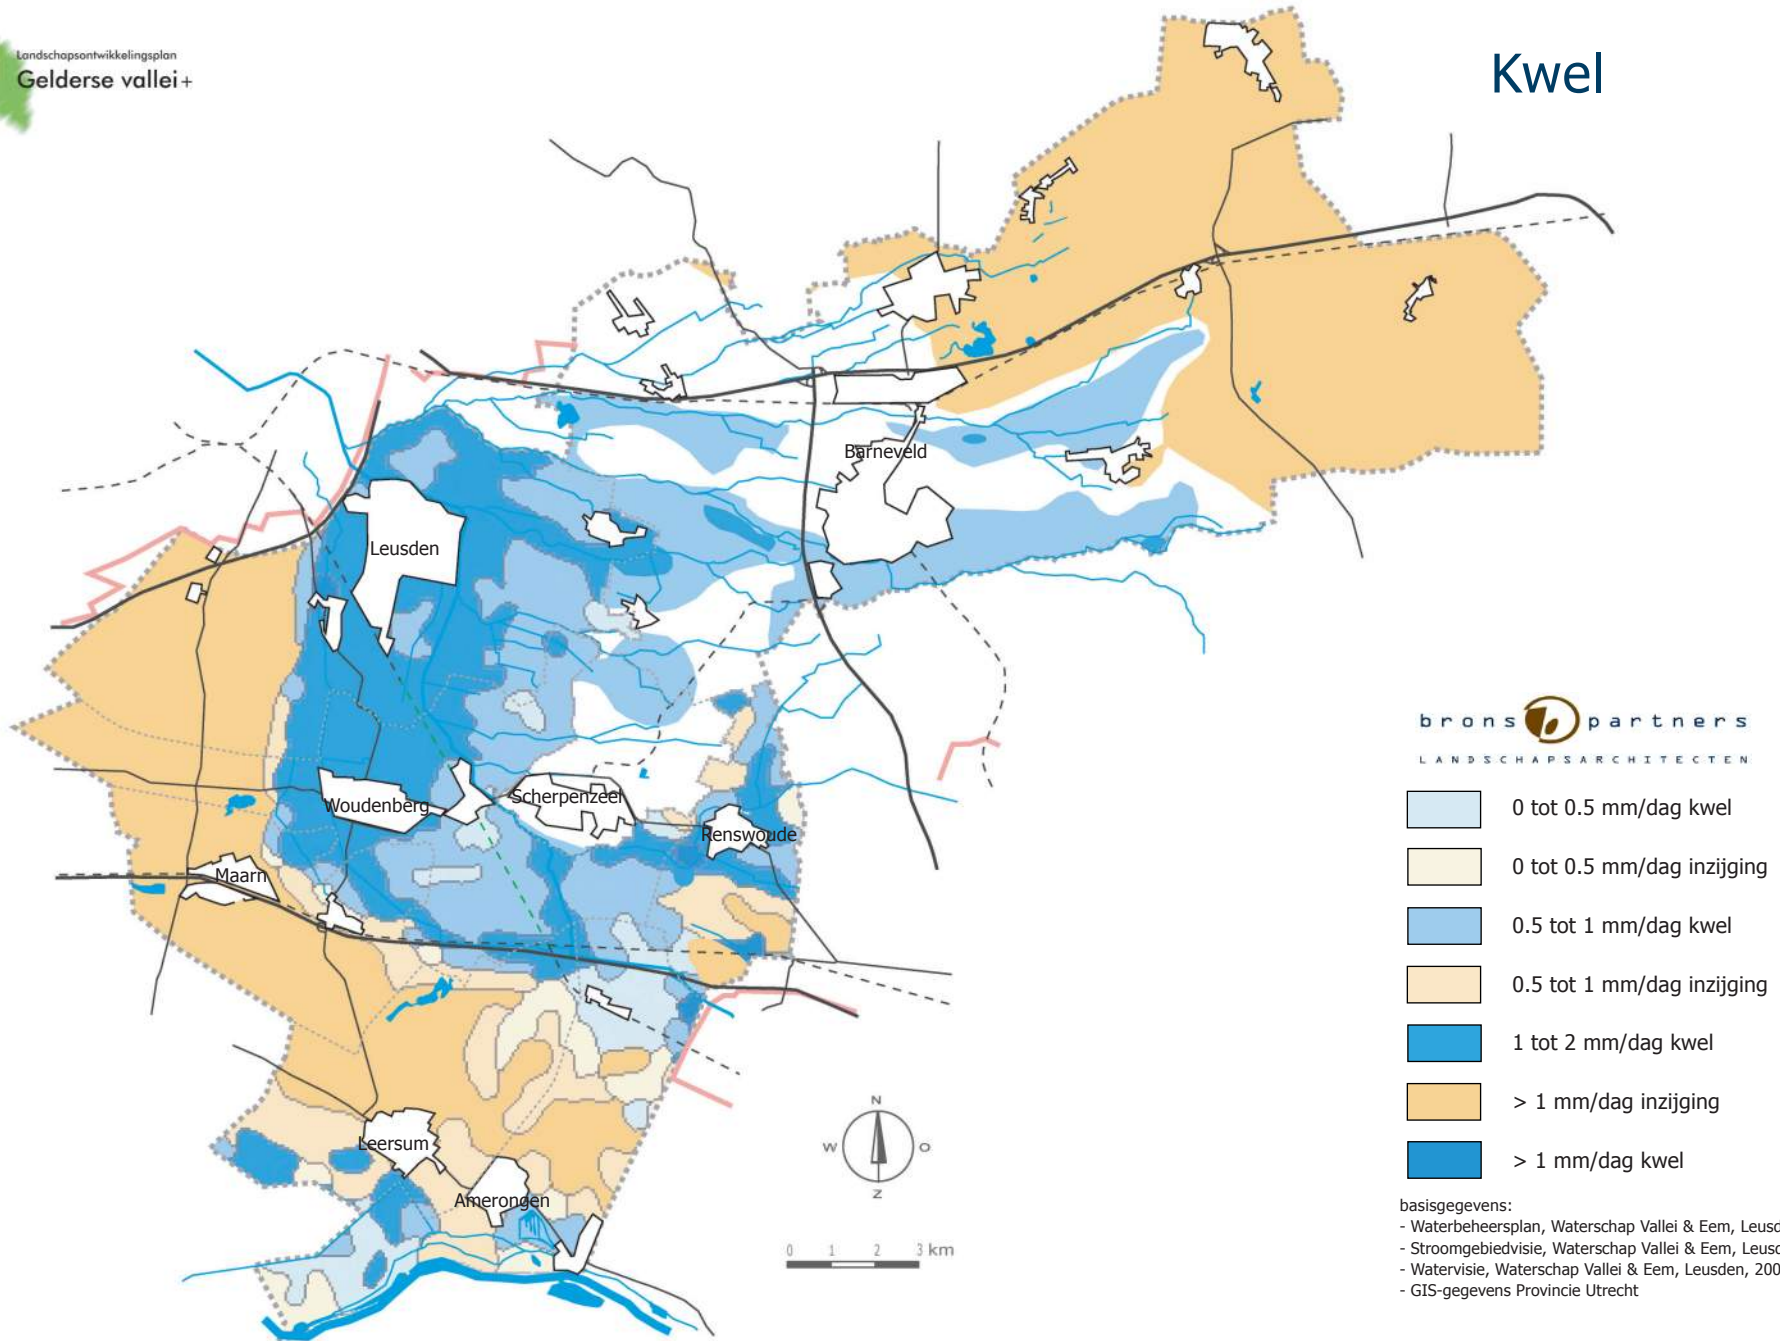 Landschapsontwikkelingsplan
Gelderse vallei+
Kwel
Barneveld
Leusden
Woudenberg
Scherpenzeel
Renswoude
Maarn
Leersum
Amerongen
N
W O
Z
0 1 2 3 km
brons partners
LANDSCHAPSARCHITECTEN
0 tot 0.5 mm/dag kwel
0 tot 0.5 mm/dag inzijging
0.5 tot 1 mm/dag kwel
0.5 tot 1 mm/dag inzijging
1 tot 2 mm/dag kwel
> 1 mm/dag inzijging
> 1 mm/dag kwel
basisgegevens:
- Waterbeheersplan, Waterschap Vallei & Eem, Leusd
- Stroomgebiedvisie, Waterschap Vallei & Eem, Leusd
- Watervisie, Waterschap Vallei & Eem, Leusden, 200
- GIS-gegevens Provincie Utrecht